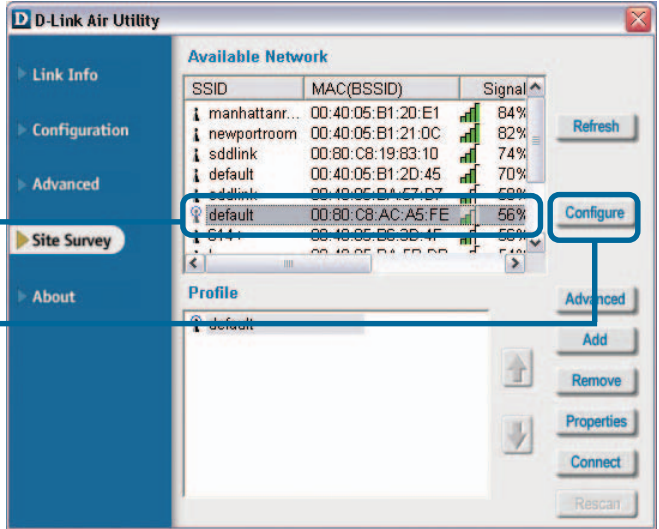 D D-Link Air Utility
Link Info
Configuration
Advanced
Site Survey
About
Available Network
SSID MAC(BSSID) Signal
manhattanr... 00:40:05:B1:20:E1 84%
newportroom 00:40:05:B1:21:0C 82%
sddlink 00:80:C8:19:83:10 74%
default 00:40:05:B1:2D:45 70%
default 00:80:C8:AC:A5:FE 56%
Refresh
Configure
Profile
default
Advanced
Add
Remove
Properties
Connect
Rescan